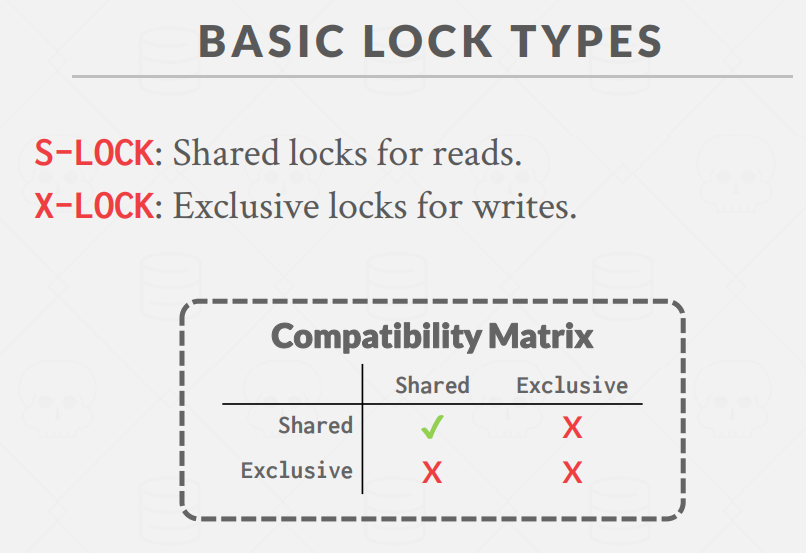 BASIC LOCK TYPES
S-LOCK: Shared locks for reads.
X-LOCK: Exclusive locks for writes.
Compatibility Matrix
Shared Exclusive
Shared ✓ X
Exclusive X X